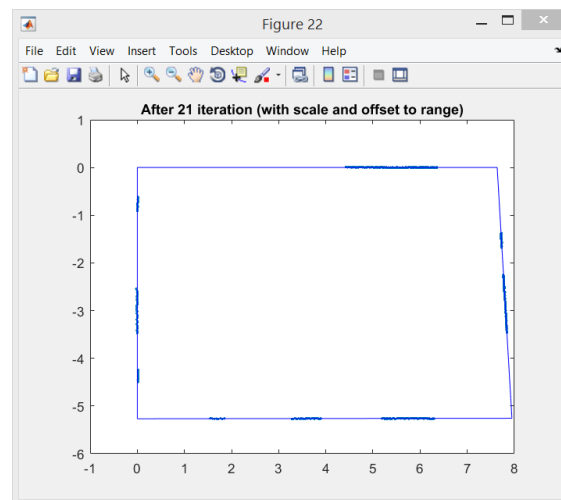 Figure 22
File Edit View Insert Tools Desktop Window Help
After 21 iteration (with scale and offset to range)
1
0
-1
-2
-3
-4
-5
-6
-1 0 1 2 3 4 5 6 7 8